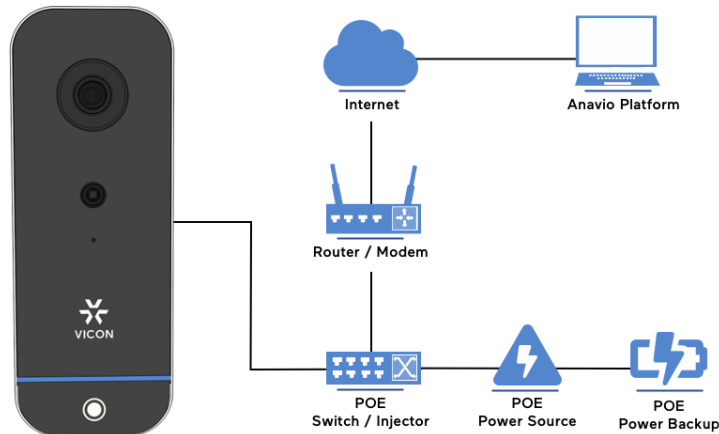 Internet
Anavio Platform
Router / Modem
VICON
POE
Switch / Injector
POE
Power Source
POE
Power Backup